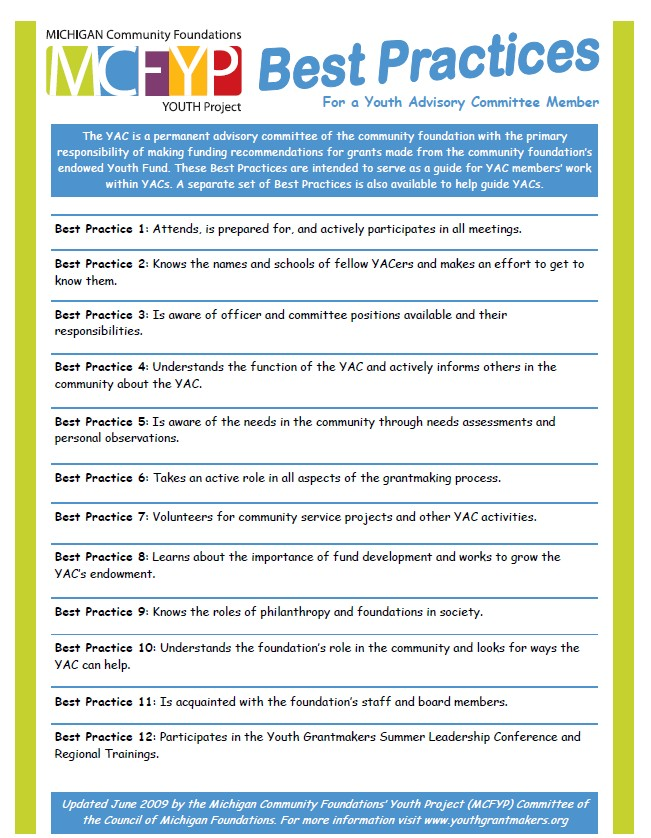 MICHIGAN Community Foundations
MCFYP
YOUTH Project
Best Practices
For a Youth Advisory Committee Member
The YAC is a permanent advisory committee of the community foundation with the primary
responsibility of making funding recommendations for grants made from the community foundation's
endowed Youth Fund. These Best Practices are intended to serve as a guide for YAC members' work
within YACs. A separate set of Best Practices is also available to help guide YACs.
Best Practice 1: Attends, is prepared for, and actively participates in all meetings.
Best Practice 2: Knows the names and schools of fellow YACers and makes an effort to get to
know them.
Best Practice 3: Is aware of officer and committee positions available and their
responsibilities.
Best Practice 4: Understands the function of the YAC and actively informs others in the
community about the YAC.
Best Practice 5: Is aware of the needs in the community through needs assessments and
personal observations.
Best Practice 6: Takes an active role in all aspects of the grantmaking process.
Best Practice 7: Volunteers for community service projects and other YAC activities.
Best Practice 8: Learns about the importance of fund development and works to grow the
YAC's endowment.
Best Practice 9: Knows the roles of philanthropy and foundations in society.
Best Practice 10: Understands the foundation's role in the community and looks for ways the
YAC can help.
Best Practice 11: Is acquainted with the foundation's staff and board members.
Best Practice 12: Participates in the Youth Grantmakers Summer Leadership Conference and
Regional Trainings.
Updated June 2009 by the Michigan Community Foundations' Youth Project (MCFYP) Committee of
the Council of Michigan Foundations. For more information visit www.youthgrantmakers.org